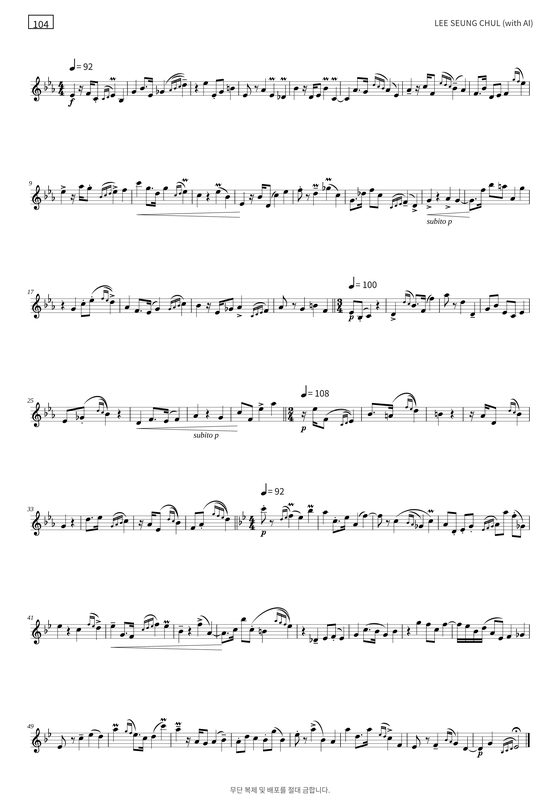 104
LEE SEUNG CHUL (with AI)
= 92
9
subito p
17
= 100
p
25
subito p
= 108
p
33
= 92
p
41
49
p
무단 복제 및 배포를 절대 금합니다.